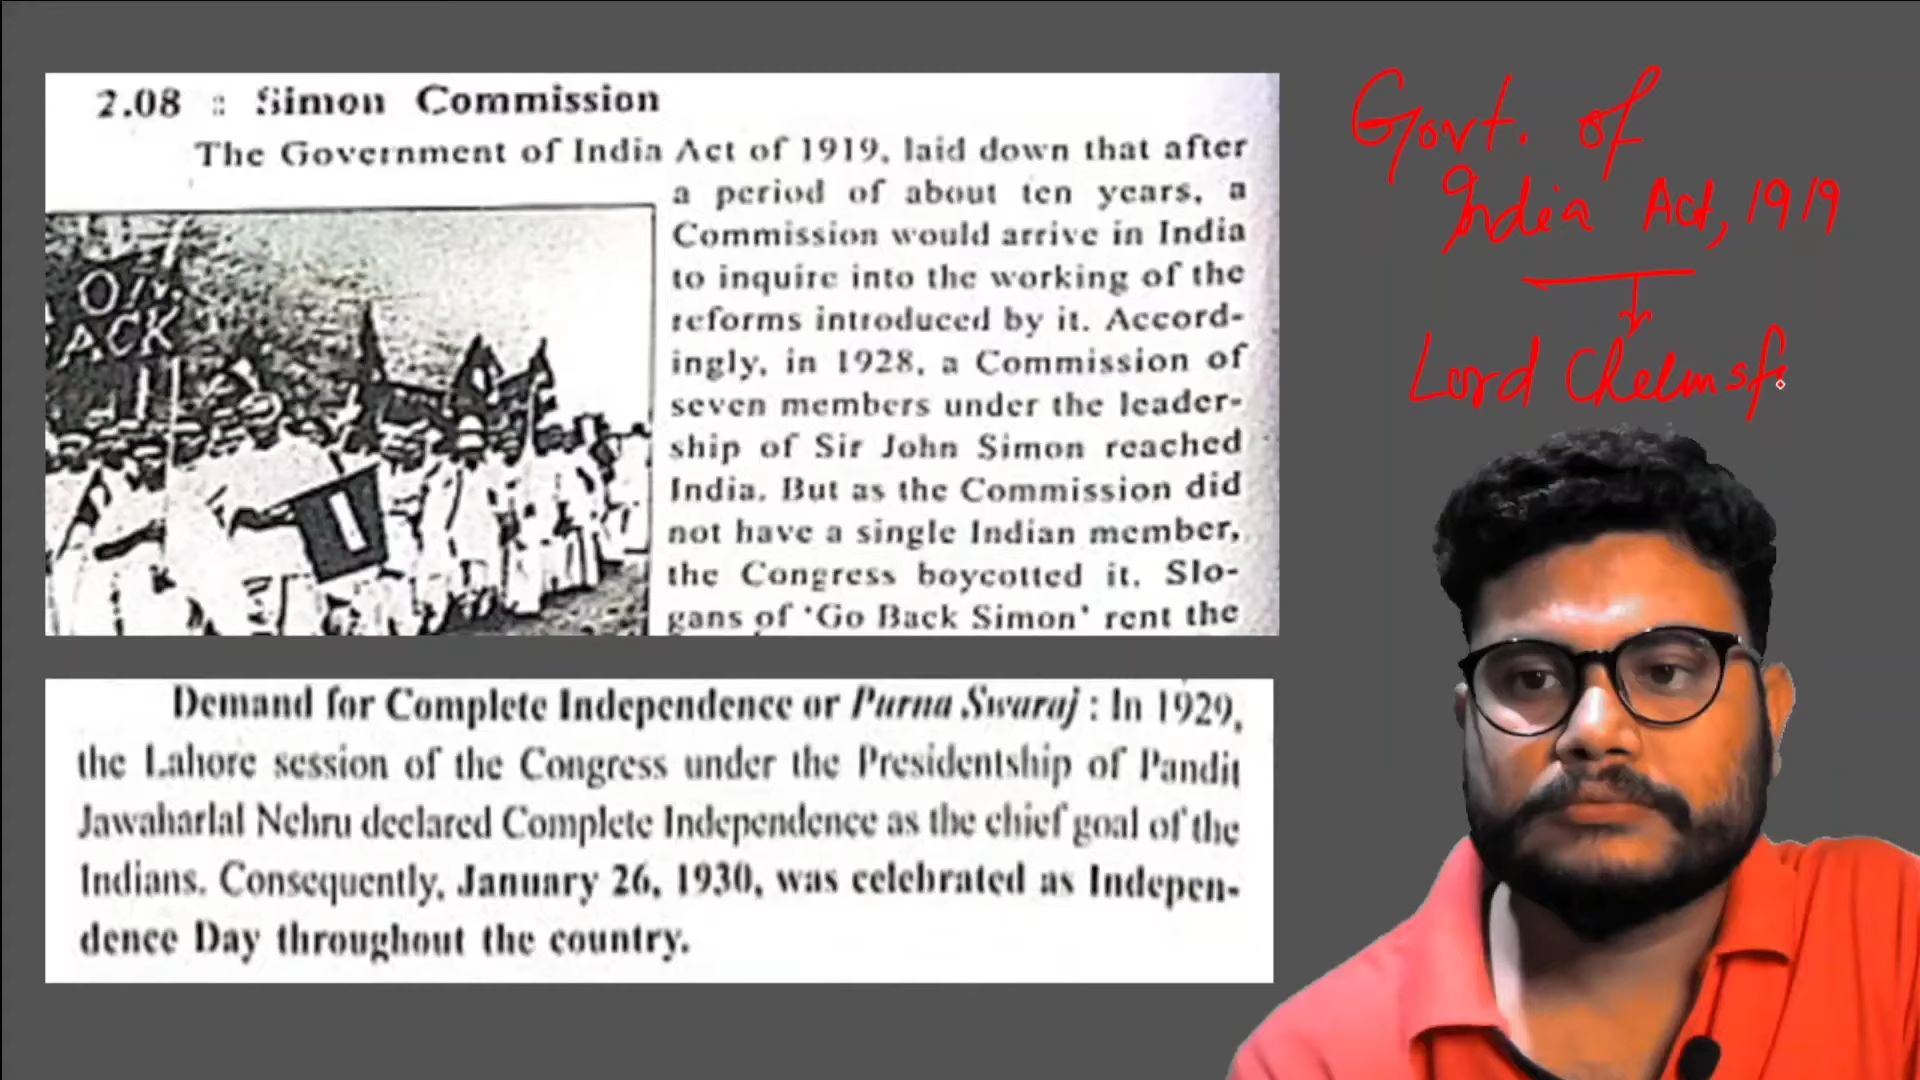 2.08 : Simon Commission
The Government of India Act of 1919, laid down that after
a period of about ten years, a
Commission would arrive in India
to inquire into the working of the
reforms introduced by it. Accord-
ingly, in 1928, a Commission of
seven members under the leader-
ship of Sir John Simon reached
India. But as the Commission did
not have a single Indian member,
the Congress boycotted it. Slo-
gans of 'Go Back Simon' rent the
ON
ACK
Demand for Complete Independence or Purna Swaraj : In 1929,
the Lahore session of the Congress under the Presidentship of Pandit
Jawaharlal Nehru declared Complete Independence as the chief goal of the
Indians. Consequently, January 26, 1930, was celebrated as Indepen-
dence Day throughout the country.
Govt. of
India Act, 1919
Lord Chelmsf